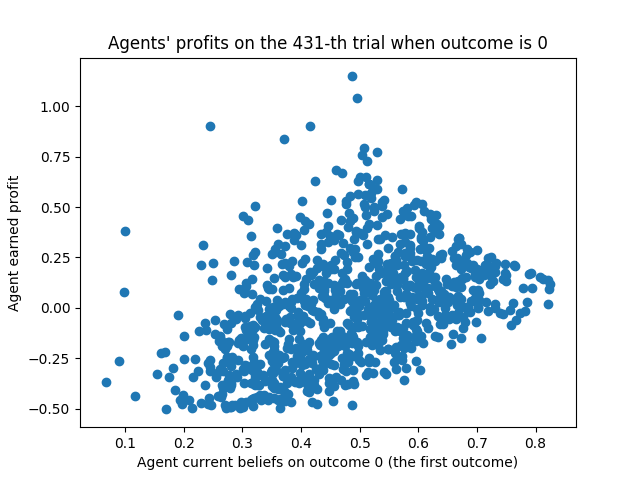 Agents' profits on the 431-th trial when outcome is 0
1.00
0.75
0.50
0.25
0.00
−0.25
−0.50
Agent earned profit
0.1 0.2 0.3 0.4 0.5 0.6 0.7 0.8
Agent current beliefs on outcome 0 (the first outcome)